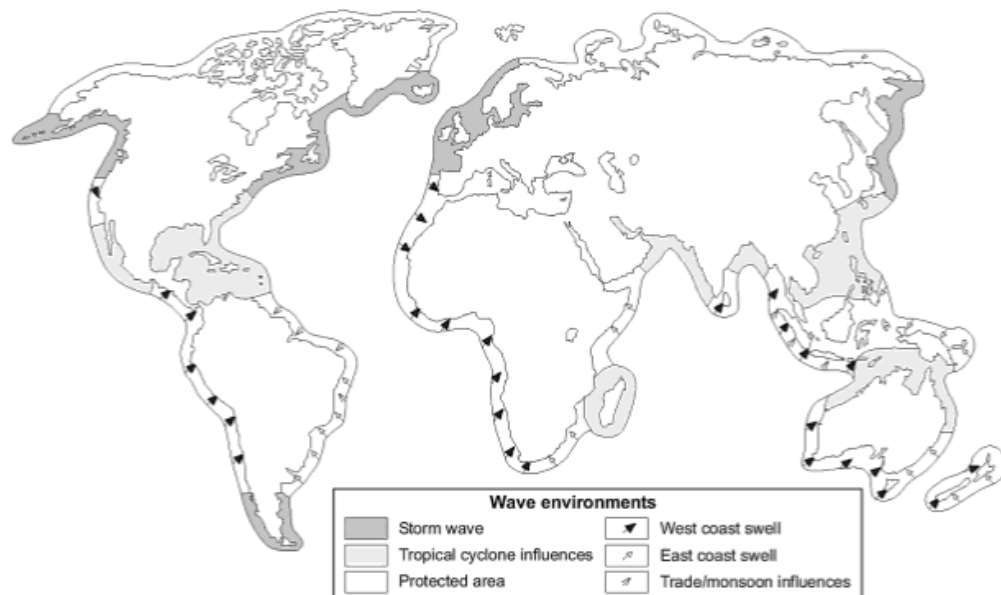 Wave environments
Storm wave
West coast swell
Tropical cyclone influences
East coast swell
Protected area
Trade/monsoon influences